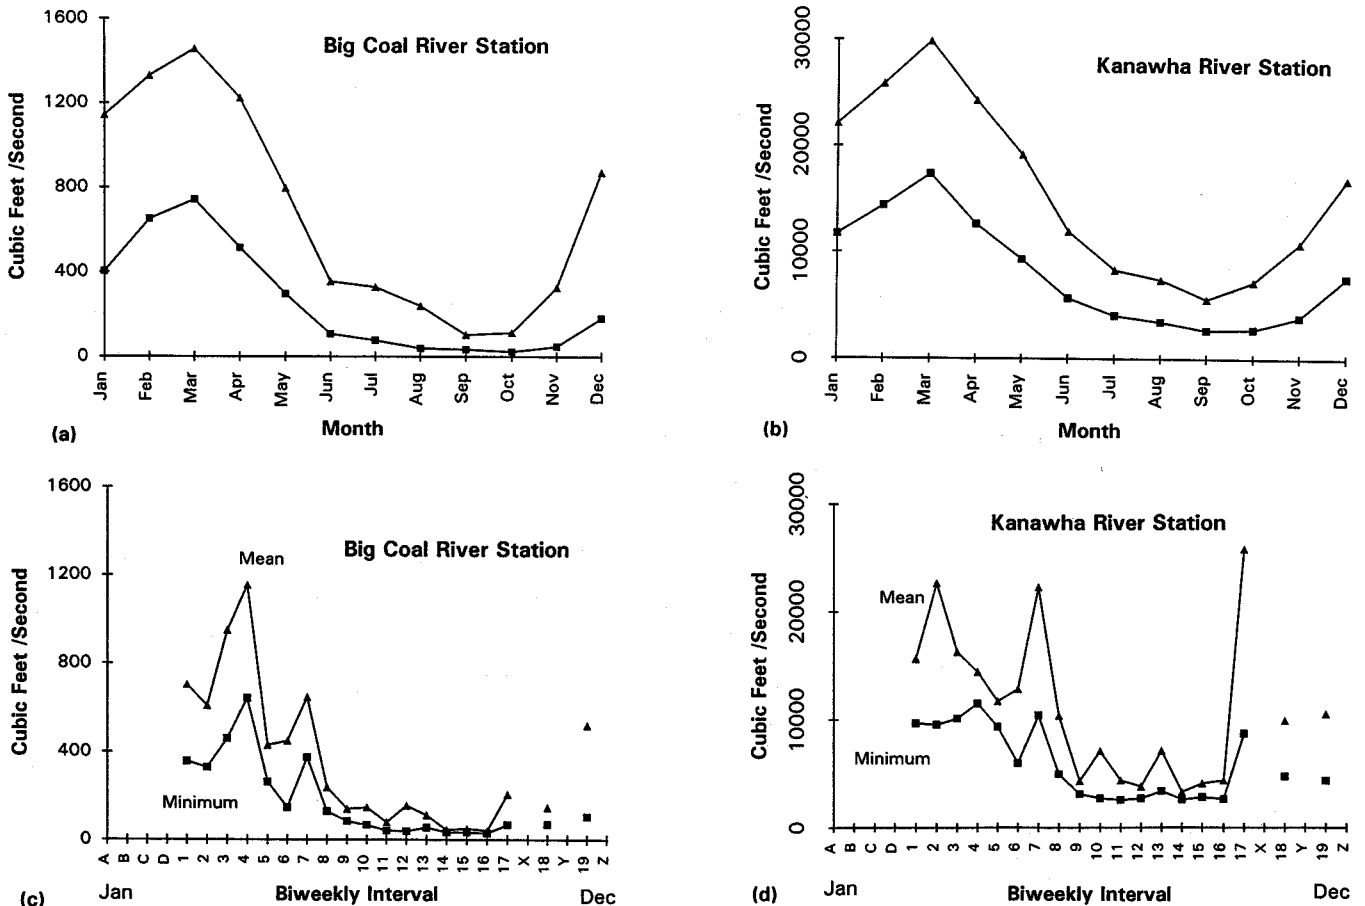 1600
1200
800
400
0
Cubic Feet /Second
Big Coal River Station
Jan Feb Mar Apr May Jun Jul Aug Sep Oct Nov Dec
Month
(a)
30000
20000
10000
0
Cubic Feet /Second
Kanawha River Station
Jan Feb Mar Apr May Jun Jul Aug Sep Oct Nov Dec
Month
(b)
1600
1200
800
400
0
Cubic Feet /Second
Big Coal River Station
Mean
Minimum
A B C D 1 2 3 4 5 6 7 8 9 10 11 12 13 14 15 16 17 X 18 Y 19 Z
Jan
Biweekly Interval
Dec
(c)
30000
20000
10000
0
Cubic Feet /Second
Kanawha River Station
Mean
Minimum
A B C D 1 2 3 4 5 6 7 8 9 10 11 12 13 14 15 16 17 X 18 Y 19 Z
Jan
Biweekly Interval
Dec
(d)